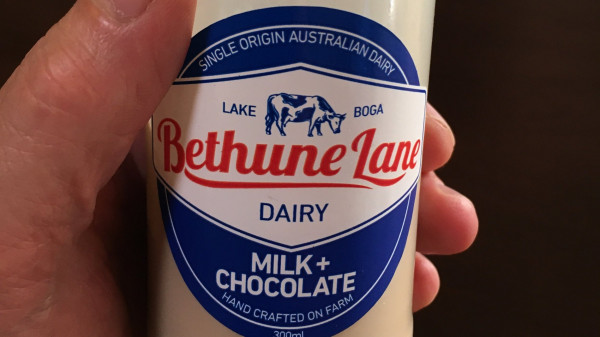 SINGLE ORIGIN AUSTRALIAN DAIRY
LAKE BOGA
Bethune Lane
DAIRY
MILK +
CHOCOLATE
HAND CRAFTED ON FARM
300ml